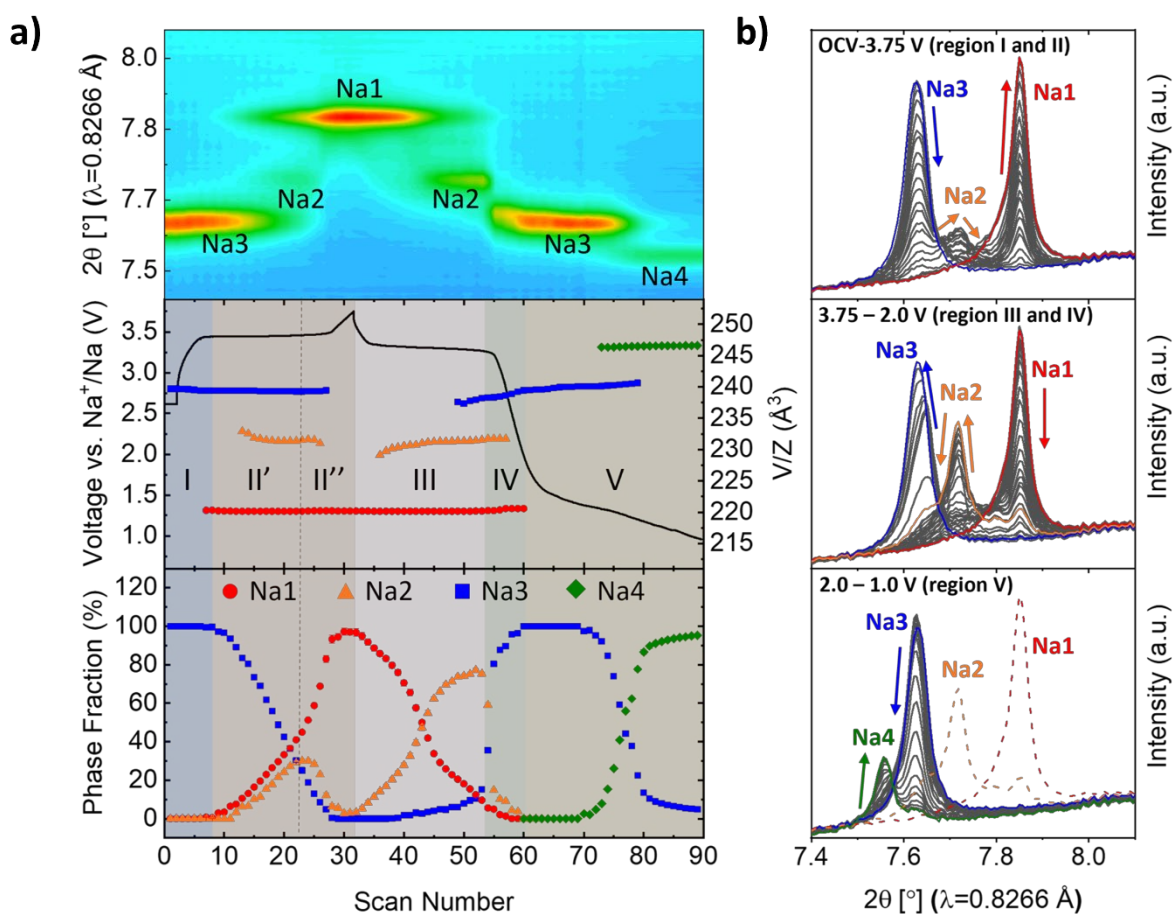 a)
2θ [°] (λ=0.8266 Å)
8.0
7.8
7.7
7.5
Na1
Na2
Na2
Na3
Na3
Na4
Voltage vs. Na⁺/Na (V)
3.5
3.0
2.5
2.0
1.5
1.0
I
II'
II''
III
IV
V
250
245
240
235
230
225
220
215
V/Z (Å³)
Phase Fraction (%)
120
100
80
60
40
20
0
Na1
Na2
Na3
Na4
0 10 20 30 40 50 60 70 80 90
Scan Number
b)
OCV-3.75 V (region I and II)
Na3
Na1
Na2
Intensity (a.u.)
3.75 – 2.0 V (region III and IV)
Na3
Na2
Na1
Intensity (a.u.)
2.0 – 1.0 V (region V)
Na3
Na1
Na2
Na4
Intensity (a.u.)
7.4 7.6 7.8 8.0
2θ [°] (λ=0.8266 Å)